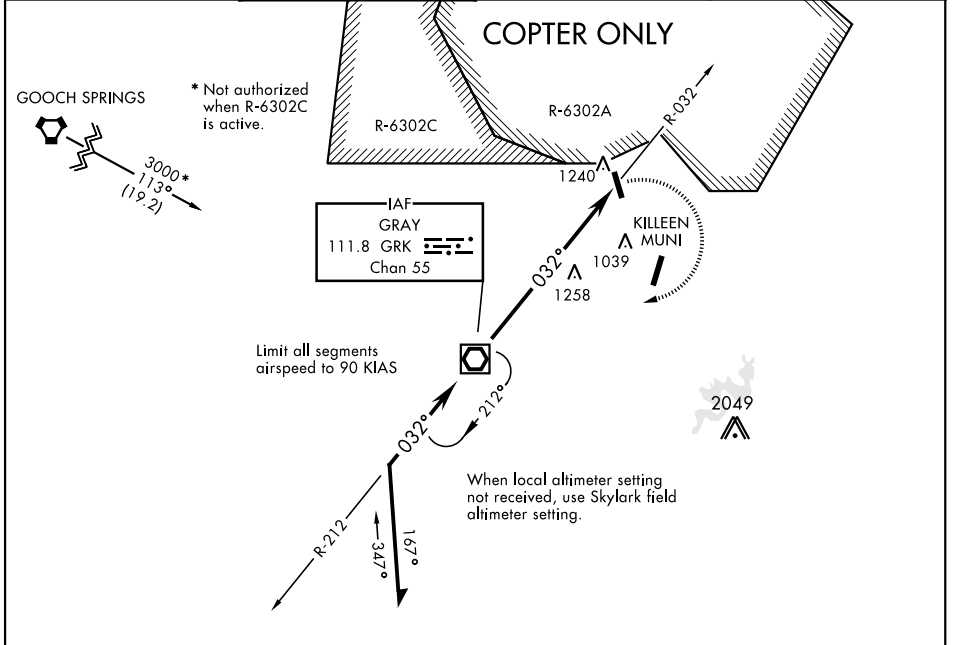 COPTER ONLY
GOOCH SPRINGS
* Not authorized
when R-6302C
is active.
R-6302C
R-6302A
R-032
3000*
113°
(19.2)
1240
IAF
GRAY
111.8 GRK
Chan 55
KILLEEN
MUNI
1039
032°
1258
Limit all segments
airspeed to 90 KIAS
212°
032°
2049
When local altimeter setting
not received, use Skylark field
altimeter setting.
R-212
347°
167°